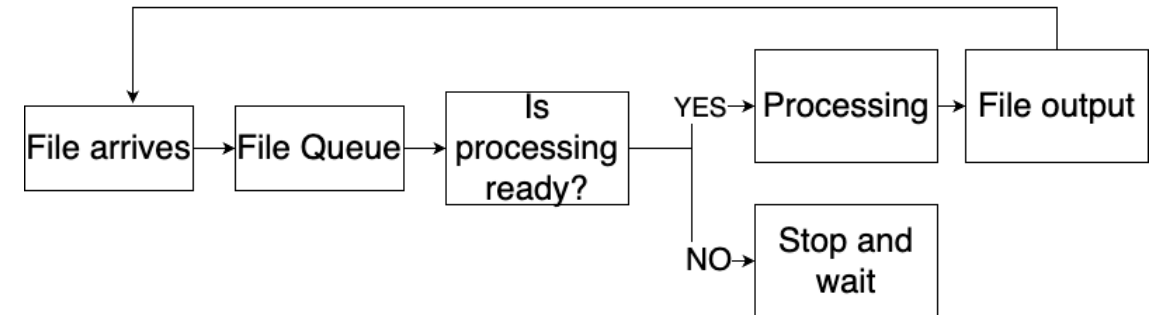 File arrives
File Queue
Is
processing
ready?
YES
Processing
File output
NO
Stop and
wait